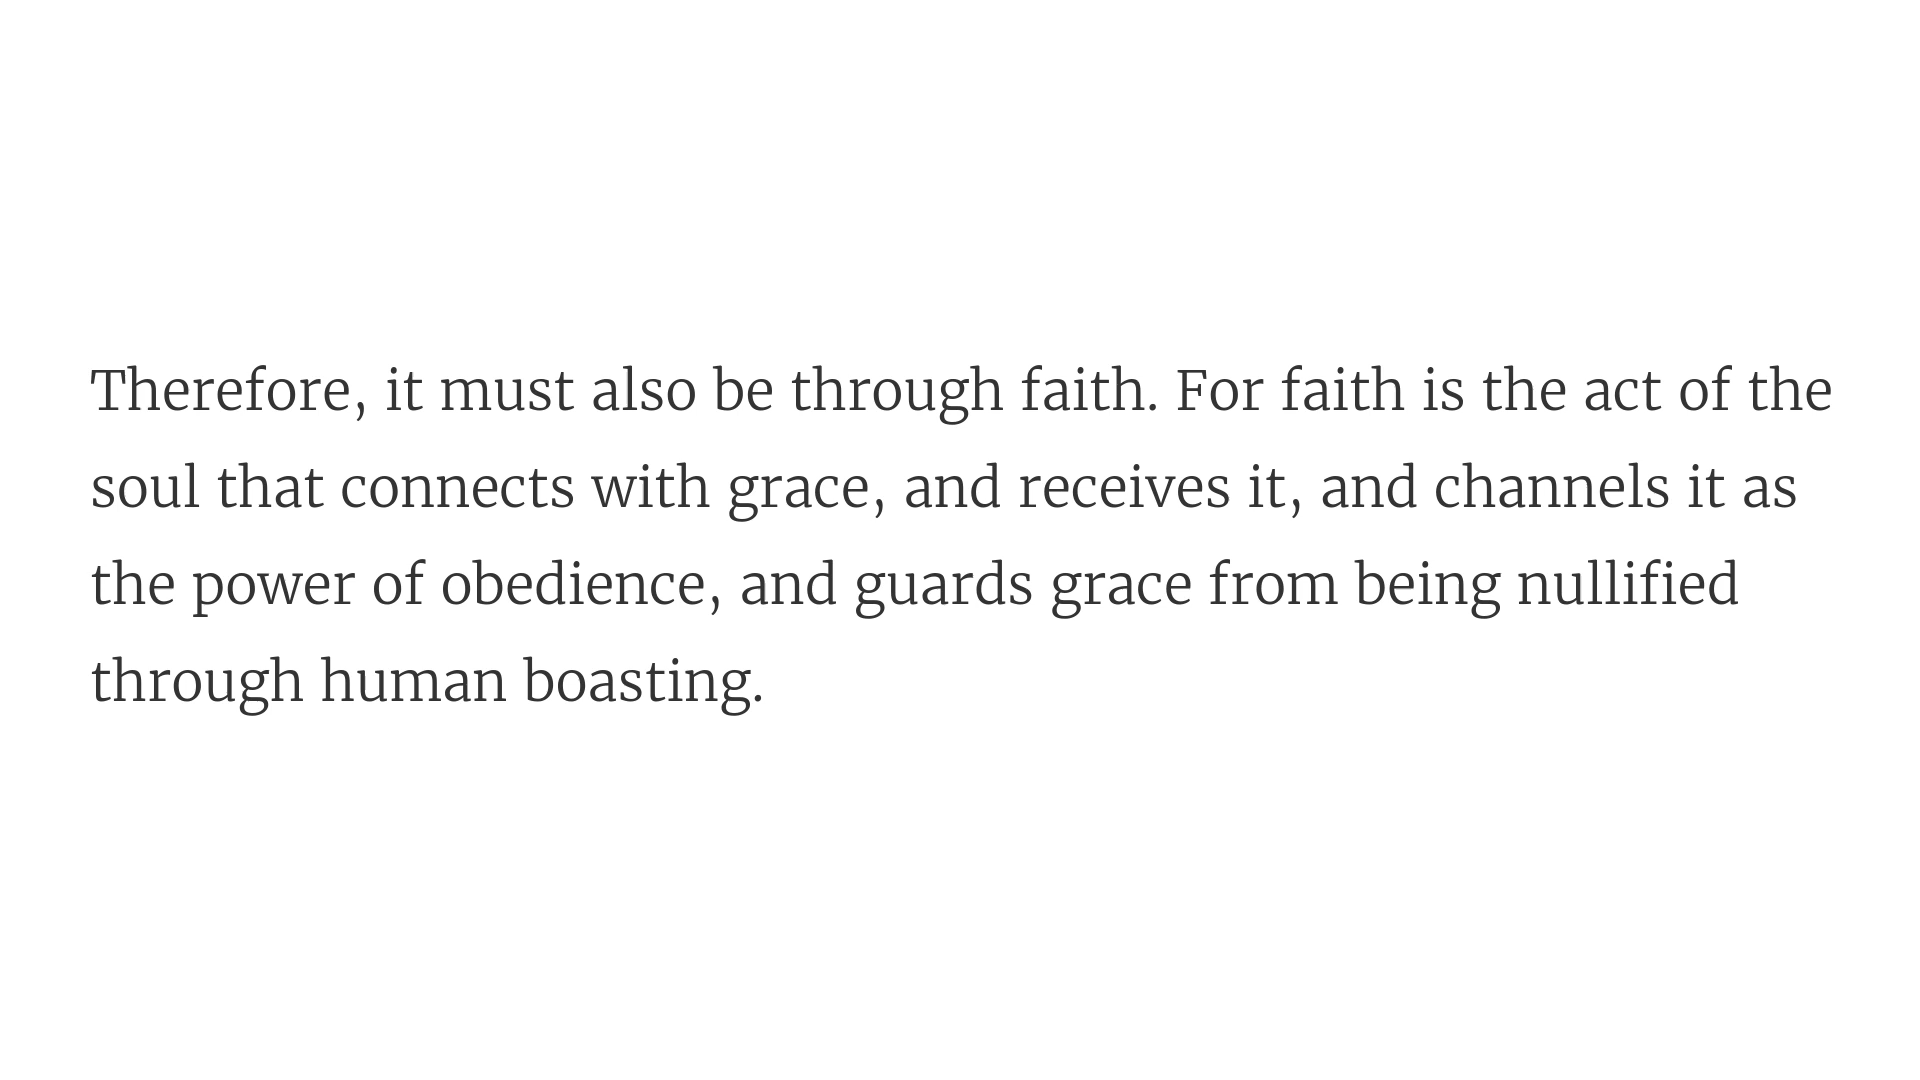 Therefore, it must also be through faith. For faith is the act of the
soul that connects with grace, and receives it, and channels it as
the power of obedience, and guards grace from being nullified
through human boasting.